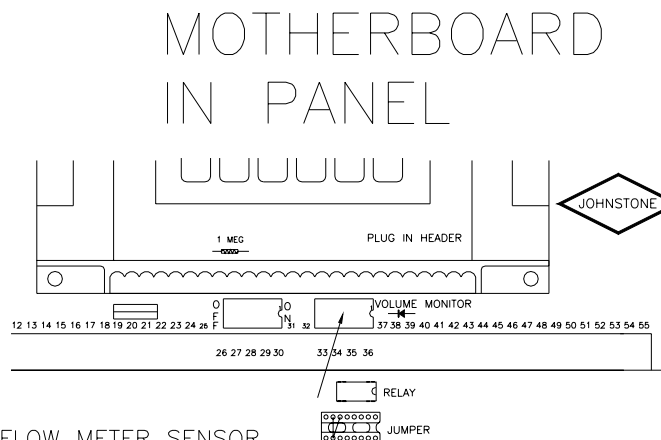 MOTHERBOARD
IN PANEL
JOHNSTONE
1 MEG
PLUG IN HEADER
OFF
ON
VOLUME MONITOR
12 13 14 15 16 17 18 19 20 21 22 23 24 25 31 32 37 38 39 40 41 42 43 44 45 46 47 48 49 50 51 52 53 54 55
26 27 28 29 30 33 34 35 36
RELAY
FLOW METER SENSOR
JUMPER